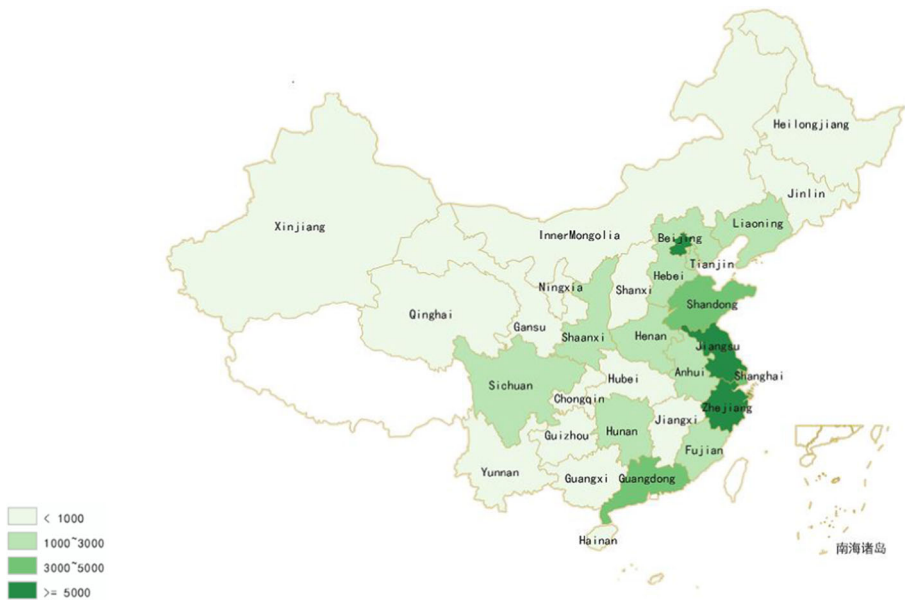 Heilongjiang
Jinlin
Xinjiang
InnerMongolia
Beijing
Liaoning
Tianjin
Hebei
Ningxia
Shanxi
Qinghai
Gansu
Shandong
Shaanxi
Henan
Jiangsu
Anhui
Shanghai
Sichuan
Hubei
Chongqin
Zhejiang
Jiangxi
Guizhou
Hunan
Fujian
Yunnan
Guangxi
Guangdong
Hainan
南海诸岛
< 1000
1000~3000
3000~5000
>= 5000